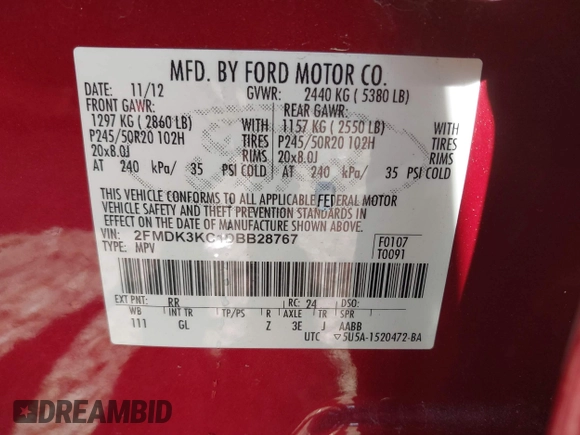 MFD. BY FORD MOTOR CO.
DATE: 11/12 GVWR: 2440 KG ( 5380 LB)
FRONT GAWR: REAR GAWR:
1297 KG ( 2860 LB) WITH 1157 KG ( 2550 LB) WITH
P245/50R20 102H TIRES P245/50R20 102H TIRES
20x8.0J RIMS 20x8.0J RIMS
AT 240 kPa/ 35 PSI COLD AT 240 kPa/ 35 PSI COLD
THIS VEHICLE CONFORMS TO ALL APPLICABLE FEDERAL MOTOR
VEHICLE SAFETY AND THEFT PREVENTION STANDARDS IN
EFFECT ON THE DATE OF MANUFACTURE SHOWN ABOVE.
VIN:
TYPE: MPV
F0107
T0091
EXT PNT: RR RC: 24 DSO:
WB INT TR TP/PS R AXLE TR SPR
111 GL Z 3E J AABB
UTC ▽5U5A-1520472-BA
DREAMBID